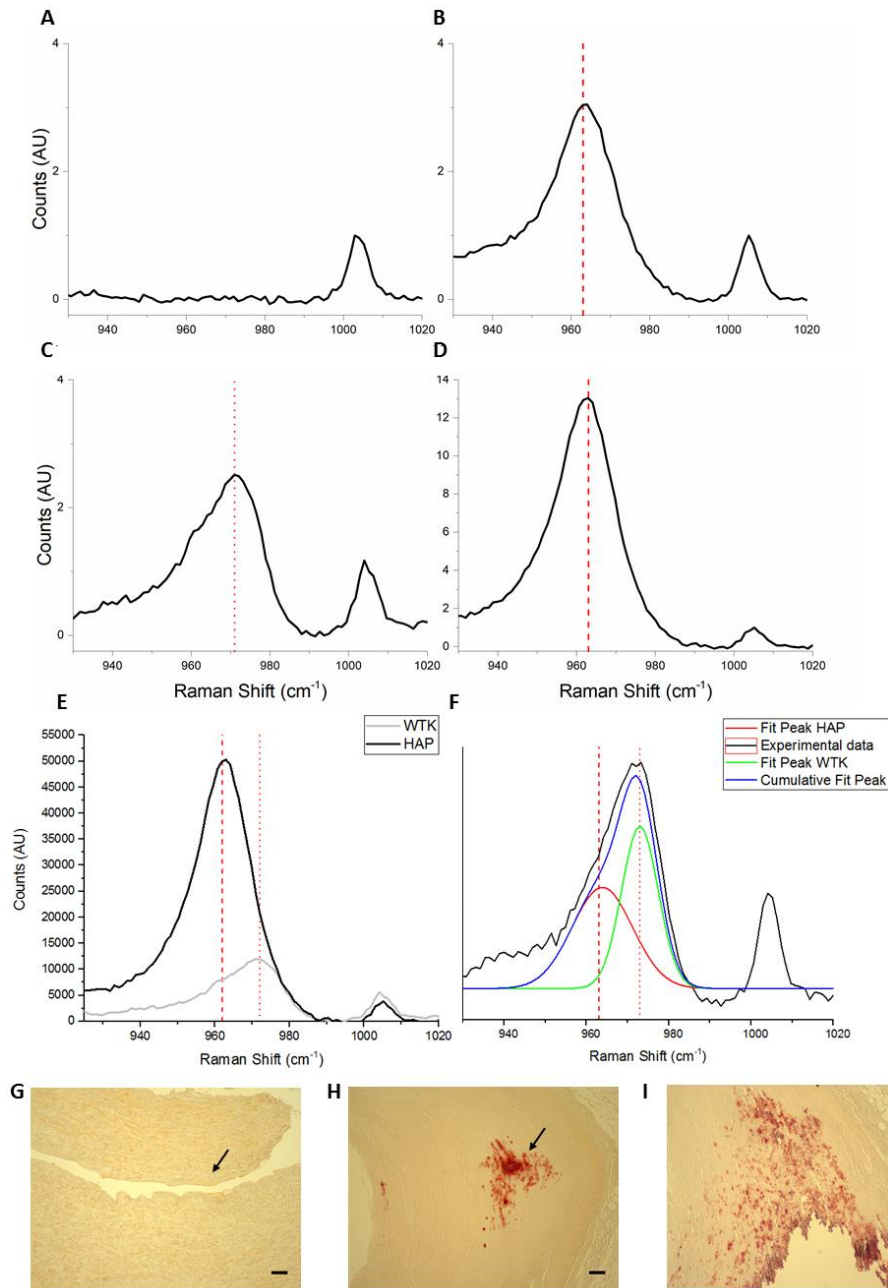 A
B
4
2
0
Counts (AU)
940
960
980
1000
1020
4
2
0
940
960
980
1000
1020
C
D
4
2
0
Counts (AU)
940
960
980
1000
1020
Raman Shift (cm⁻¹)
14
13
12
10
8
6
4
2
0
940
960
980
1000
1020
Raman Shift (cm⁻¹)
E
F
WTK
HAP
55000
50000
45000
40000
35000
30000
25000
20000
15000
10000
5000
0
Counts (AU)
940
960
980
1000
1020
Raman Shift (cm⁻¹)
Fit Peak HAP
Experimental data
Fit Peak WTK
Cumulative Fit Peak
940
960
980
1000
1020
Raman Shift (cm⁻¹)
G
H
I